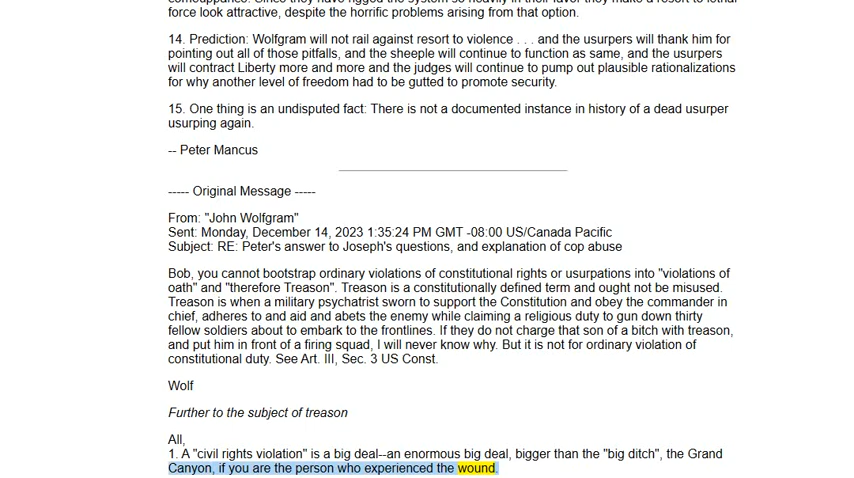 comeuppance. Since they have rigged the system so heavily in their favor they make a resort to lethal
force look attractive, despite the horrific problems arising from that option.
14. Prediction: Wolfgram will not rail against resort to violence . . . and the usurpers will thank him for
pointing out all of those pitfalls, and the sheeple will continue to function as same, and the usurpers
will contract Liberty more and more and the judges will continue to pump out plausible rationalizations
for why another level of freedom had to be gutted to promote security.
15. One thing is an undisputed fact: There is not a documented instance in history of a dead usurper
usurping again.
-- Peter Mancus
----- Original Message -----
From: "John Wolfgram"
Sent: Monday, December 14, 2023 1:35:24 PM GMT -08:00 US/Canada Pacific
Subject: RE: Peter's answer to Joseph's questions, and explanation of cop abuse
Bob, you cannot bootstrap ordinary violations of constitutional rights or usurpations into "violations of
oath" and "therefore Treason". Treason is a constitutionally defined term and ought not be misused.
Treason is when a military psychatrist sworn to support the Constitution and obey the commander in
chief, adheres to and aid and abets the enemy while claiming a religious duty to gun down thirty
fellow soldiers about to embark to the frontlines. If they do not charge that son of a bitch with treason,
and put him in front of a firing squad, I will never know why. But it is not for ordinary violation of
constitutional duty. See Art. III, Sec. 3 US Const.
Wolf
Further to the subject of treason
All,
1. A "civil rights violation" is a big deal--an enormous big deal, bigger than the "big ditch", the Grand
Canyon, if you are the person who experienced the wound.